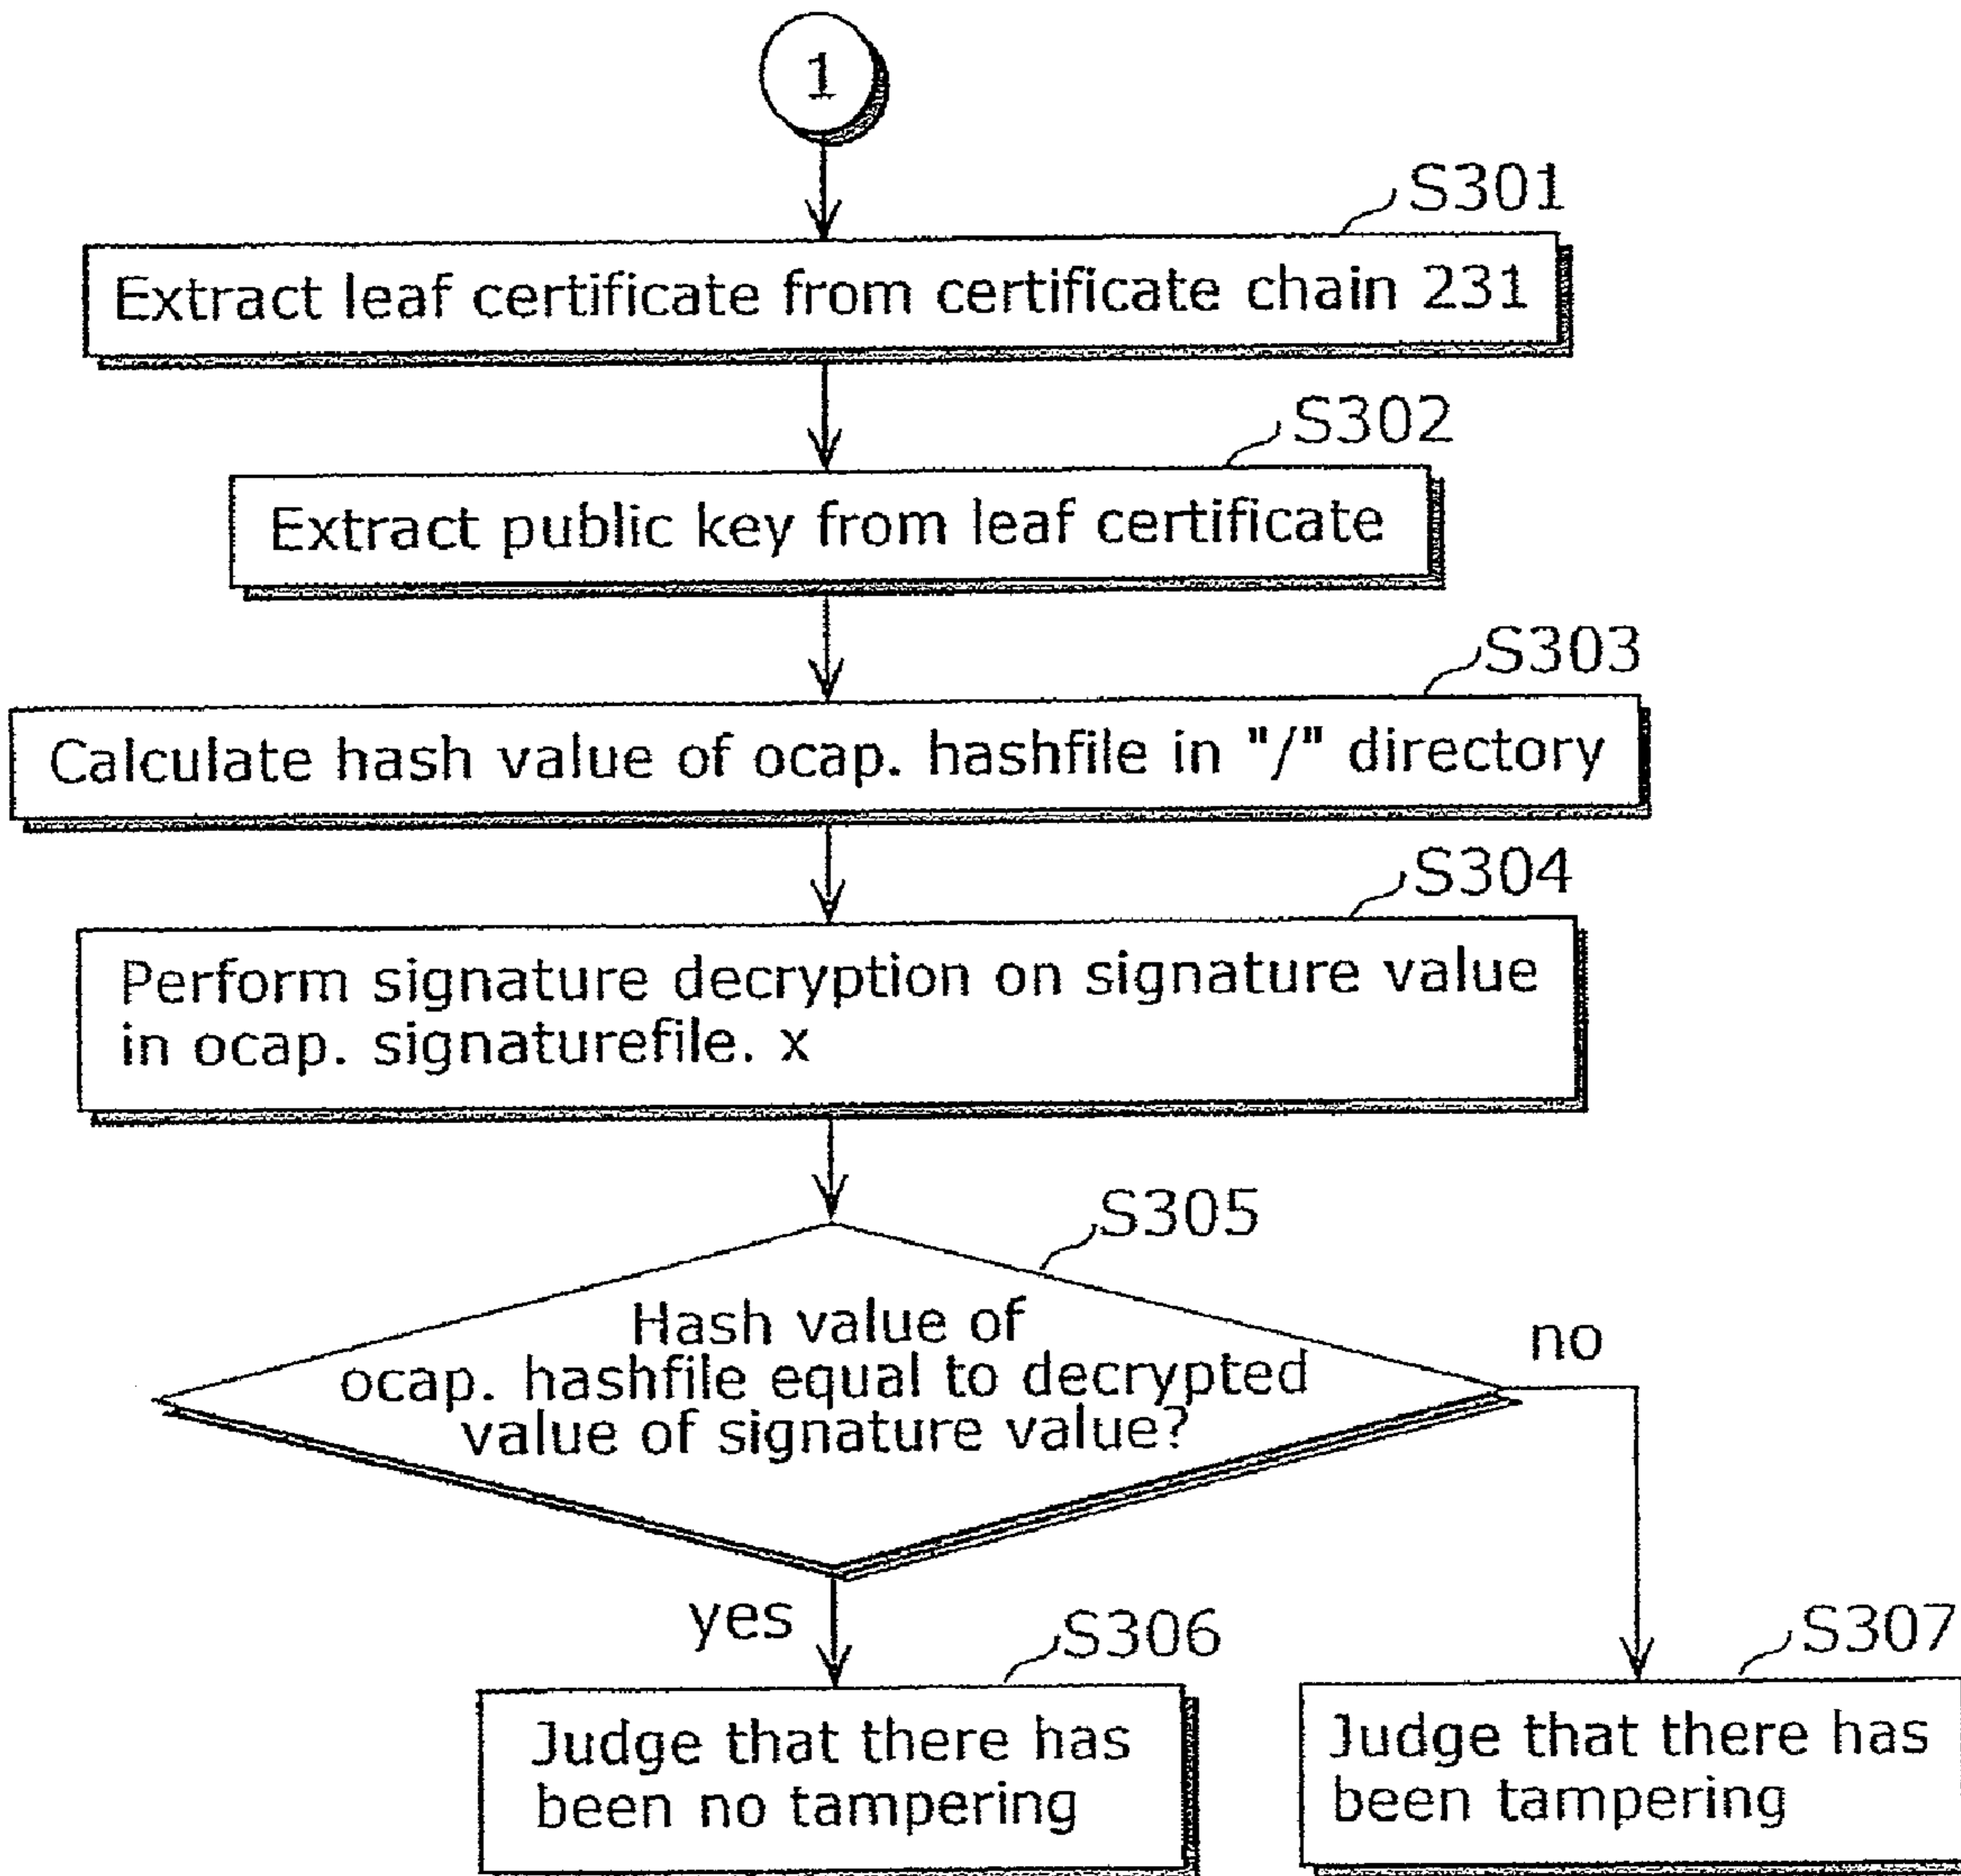 1
S301
Extract leaf certificate from certificate chain 231
S302
Extract public key from leaf certificate
S303
Calculate hash value of ocap. hashfile in "/" directory
S304
Perform signature decryption on signature value
in ocap. signaturefile. x
S305
Hash value of
ocap. hashfile equal to decrypted
value of signature value?
no
yes
S306
Judge that there has
been no tampering
S307
Judge that there has
been tampering